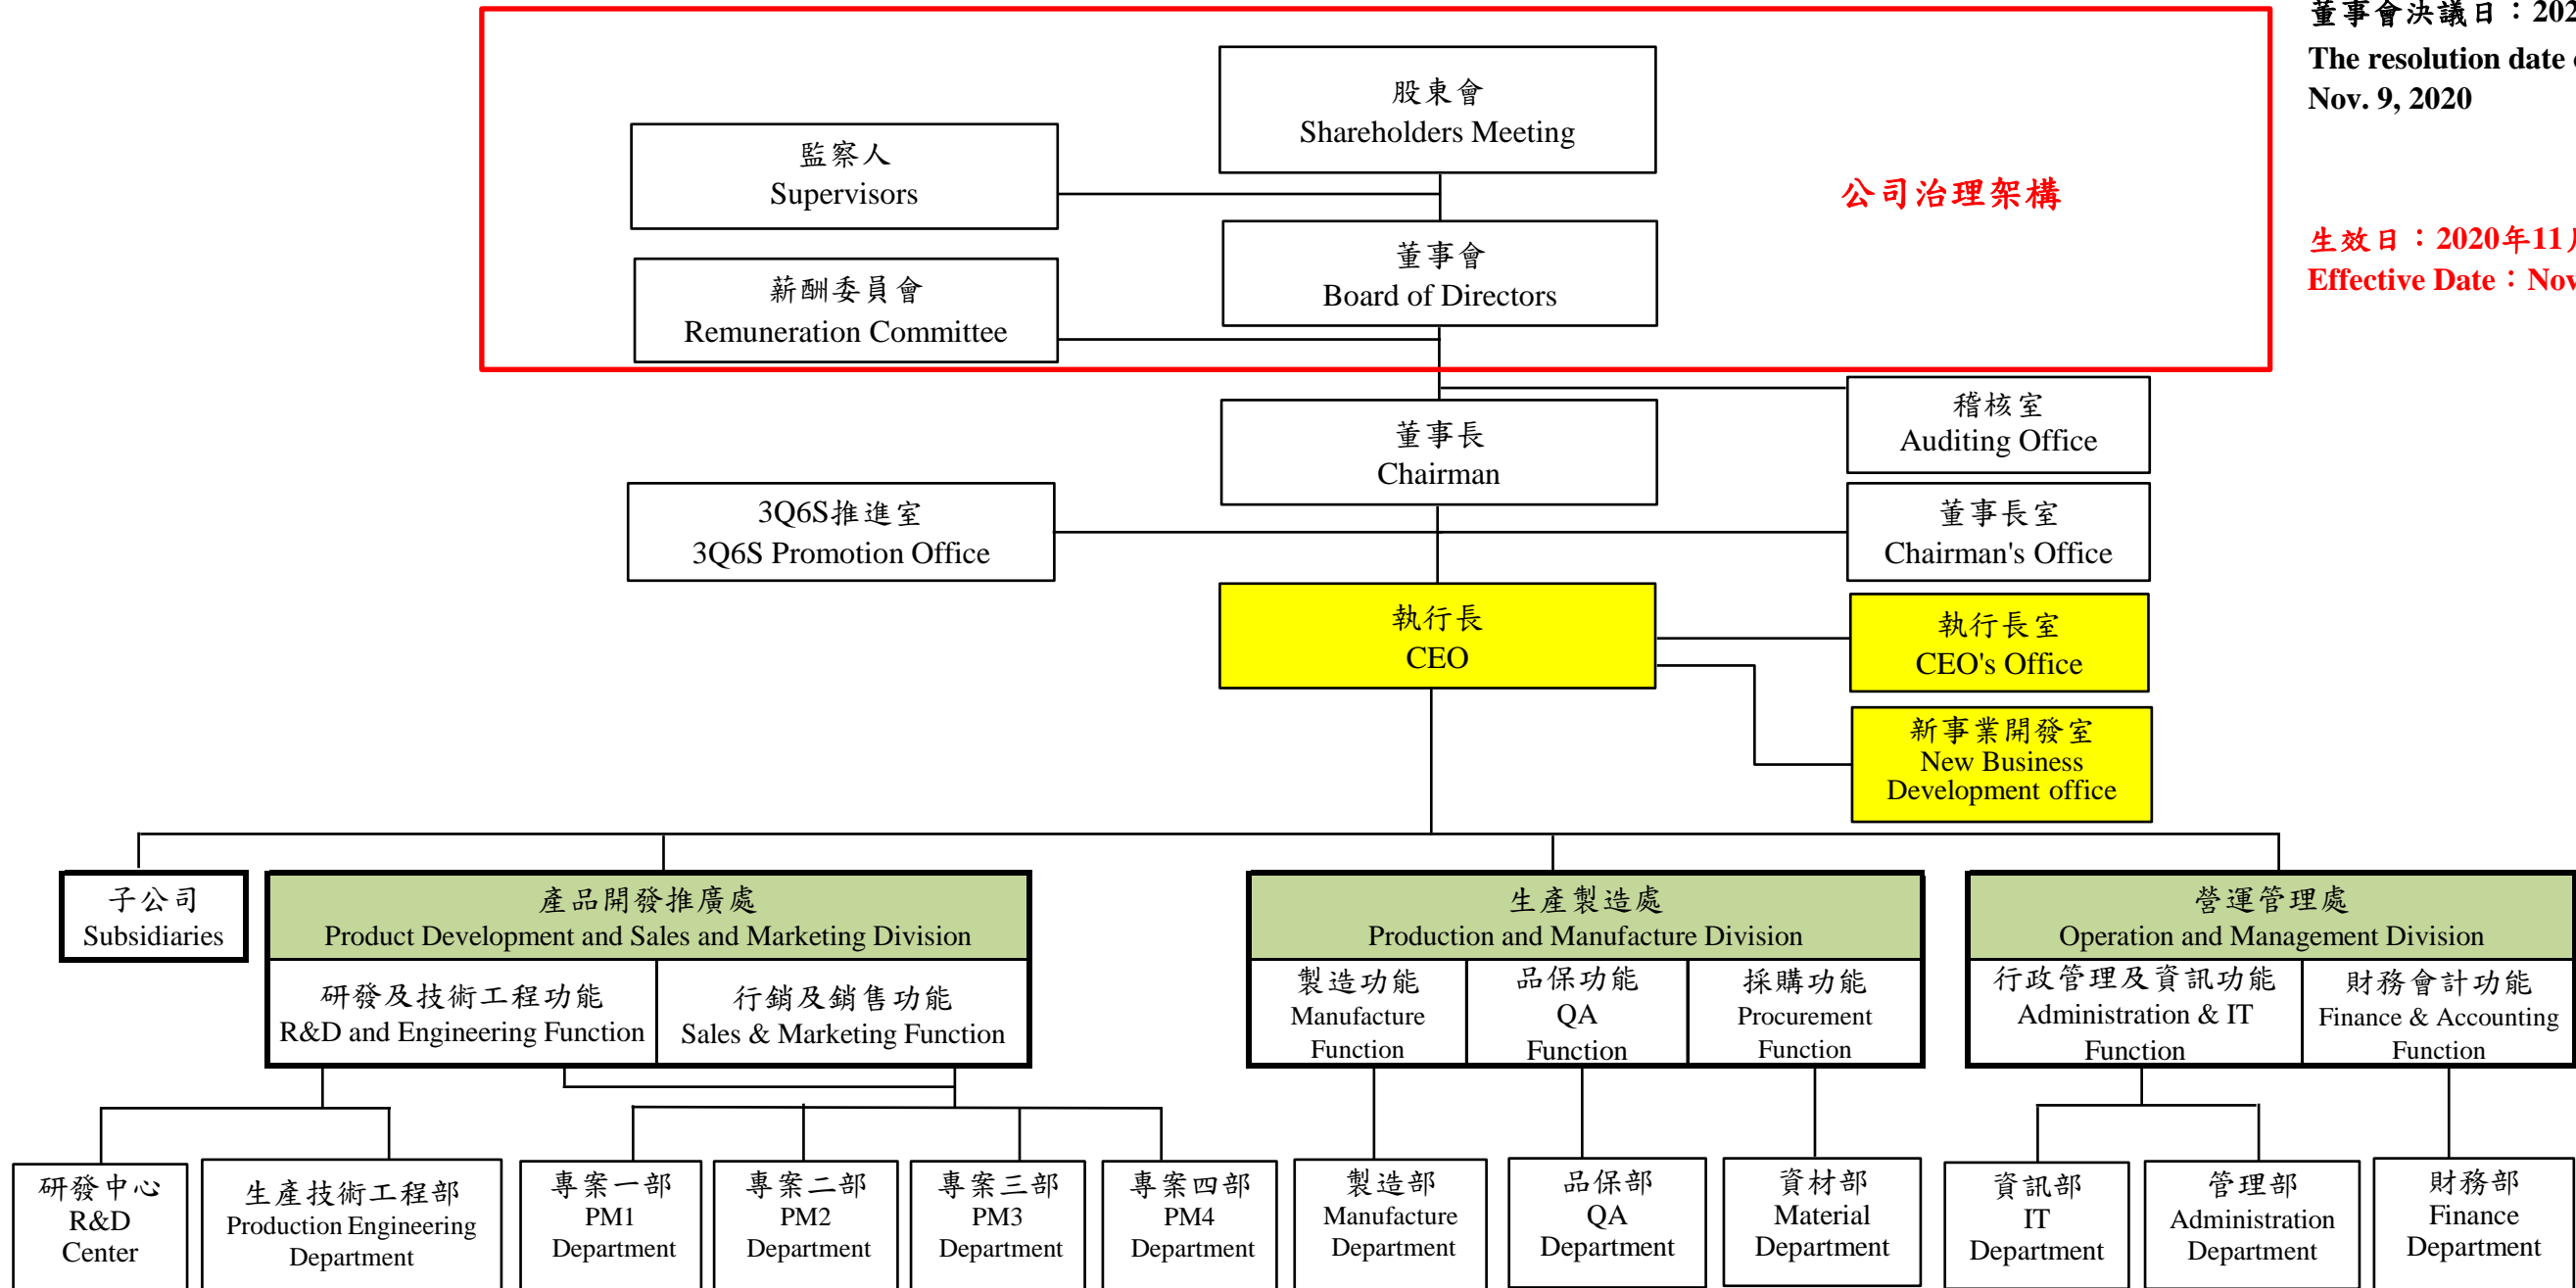 董事會決議日：202
The resolution date
Nov. 9, 2020
股東會
Shareholders Meeting
監察人
Supervisors
公司治理架構
生效日：2020年11
Effective Date：Nov
董事會
Board of Directors
薪酬委員會
Remuneration Committee
稽核室
Auditing Office
董事長
Chairman
3Q6S推進室
3Q6S Promotion Office
董事長室
Chairman's Office
執行長
CEO
執行長室
CEO's Office
新事業開發室
New Business
Development office
子公司
Subsidiaries
產品開發推廣處
Product Development and Sales and Marketing Division
研發及技術工程功能
R&D and Engineering Function
行銷及銷售功能
Sales & Marketing Function
生產製造處
Production and Manufacture Division
製造功能
Manufacture
Function
品保功能
QA
Function
採購功能
Procurement
Function
營運管理處
Operation and Management Division
行政管理及資訊功能
Administration & IT
Function
財務會計功能
Finance & Accounting
Function
研發中心
R&D
Center
生產技術工程部
Production Engineering
Department
專案一部
PM1
Department
專案二部
PM2
Department
專案三部
PM3
Department
專案四部
PM4
Department
製造部
Manufacture
Department
品保部
QA
Department
資材部
Material
Department
資訊部
IT
Department
管理部
Administration
Department
財務部
Finance
Department